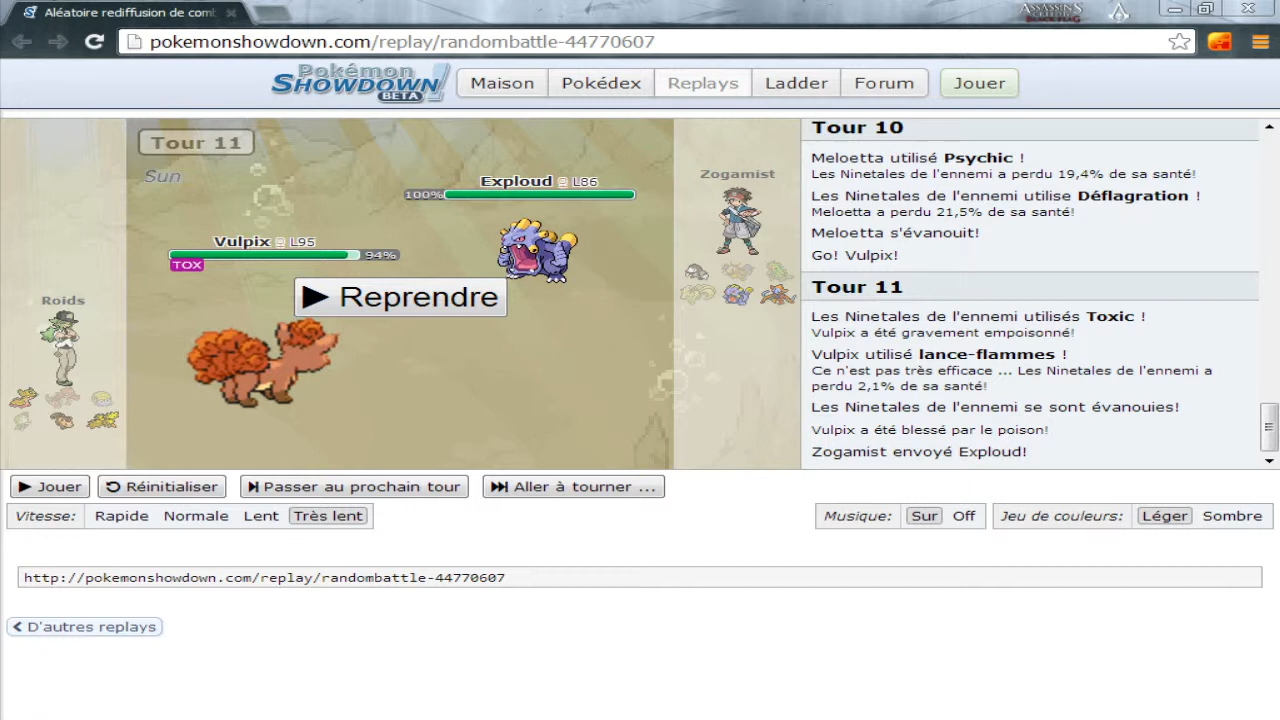 Aléatoire rediffusion de comb
ASSASSIN'S
pokemonshowdown.com/replay/randombattle-44770607
Pokémon
SHOWDOWN!
BETA
Maison
Pokédex
Replays
Ladder
Forum
Jouer
Tour 11
Sun
Exploud L86
100%
Vulpix L95
94%
TOX
Reprendre
Roids
Zogamist
Tour 10
Meloetta utilisé Psychic !
Les Ninetales de l'ennemi a perdu 19,4% de sa santé!
Les Ninetales de l'ennemi utilise Déflagration !
Meloetta a perdu 21,5% de sa santé!
Meloetta s'évanouit!
Go! Vulpix!
Tour 11
Les Ninetales de l'ennemi utilisés Toxic !
Vulpix a été gravement empoisonné!
Vulpix utilisé lance-flammes !
Ce n'est pas très efficace ... Les Ninetales de l'ennemi a
perdu 2,1% de sa santé!
Les Ninetales de l'ennemi se sont évanouies!
Vulpix a été blessé par le poison!
Zogamist envoyé Exploud!
Jouer
Réinitialiser
Passer au prochain tour
Aller à tourner ...
Vitesse: Rapide Normale Lent Très lent
Musique: Sur Off
Jeu de couleurs: Léger Sombre
http://pokemonshowdown.com/replay/randombattle-44770607
D'autres replays